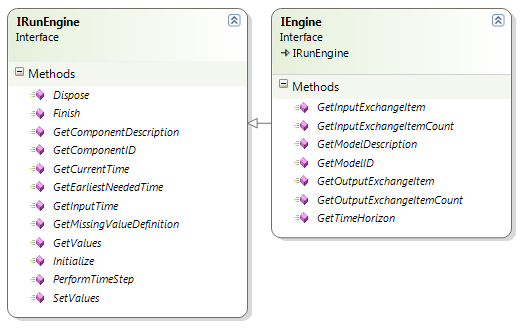 IRunEngine
Interface
Methods
Dispose
Finish
GetComponentDescription
GetComponentID
GetCurrentTime
GetEarliestNeededTime
GetInputTime
GetMissingValueDefinition
GetValues
Initialize
PerformTimeStep
SetValues
IEngine
Interface
IRunEngine
Methods
GetInputExchangeItem
GetInputExchangeItemCount
GetModelDescription
GetModelID
GetOutputExchangeItem
GetOutputExchangeItemCount
GetTimeHorizon